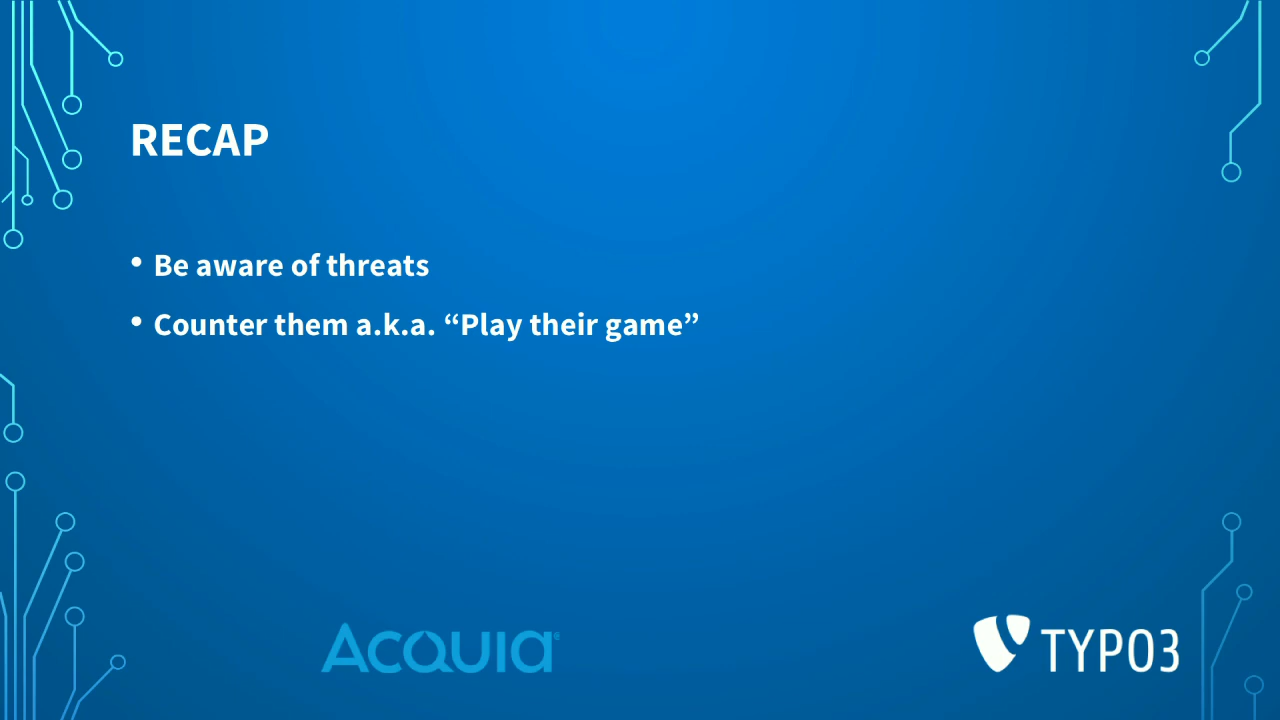 RECAP
• Be aware of threats
• Counter them a.k.a. “Play their game”
Acquia®
TYPO3